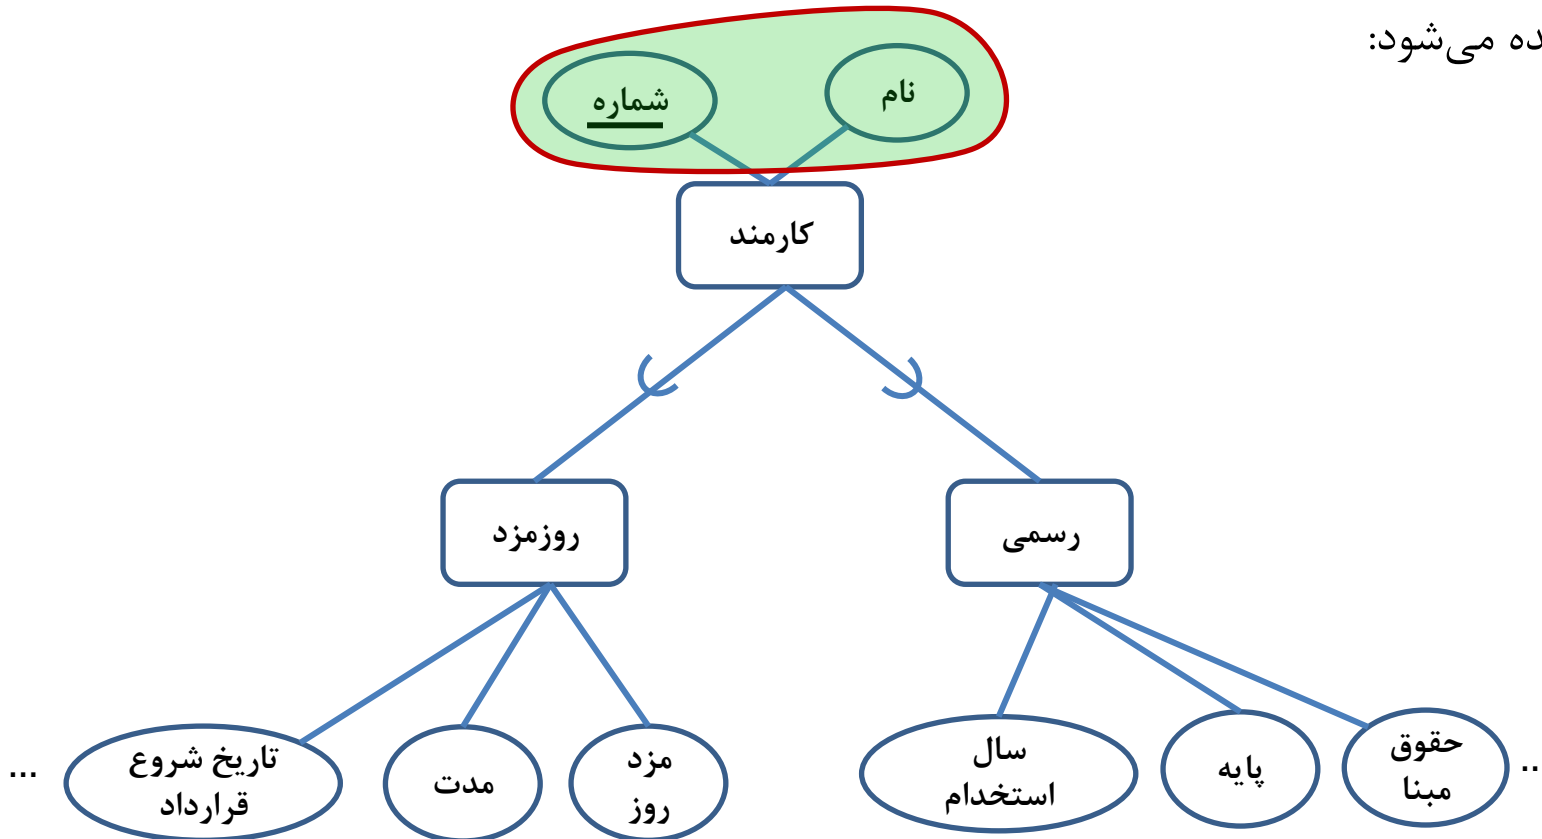 ده می‌شود:
نام
شماره
کارمند
رسمی
روزمزد
حقوق
مبنا
پایه
سال
استخدام
مزد
روز
مدت
تاریخ شروع
قرارداد
...
..